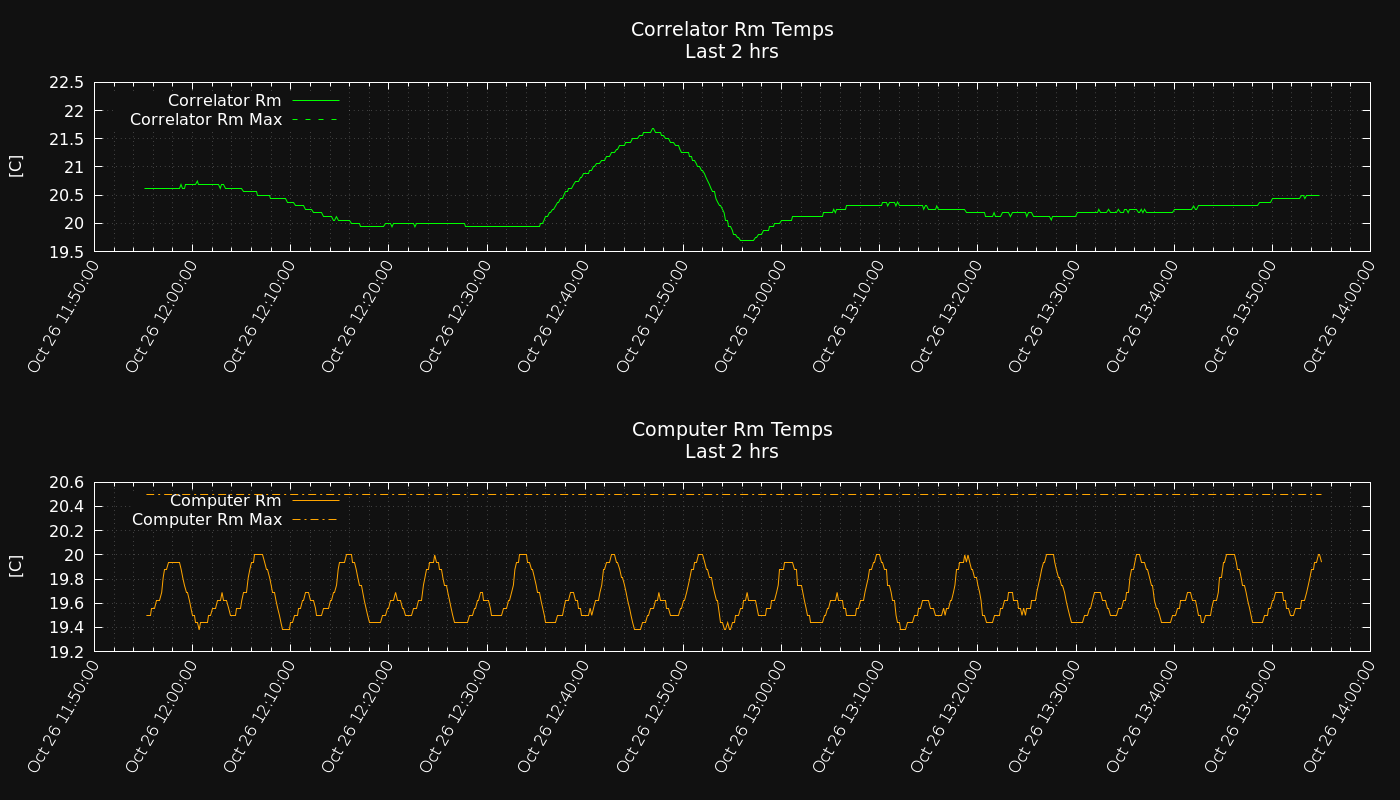 Correlator Rm Temps
Last 2 hrs
22.5
22
21.5
21
20.5
20
19.5
[C]
Correlator Rm
Correlator Rm Max
Oct 26 11:50:00
Oct 26 12:00:00
Oct 26 12:10:00
Oct 26 12:20:00
Oct 26 12:30:00
Oct 26 12:40:00
Oct 26 12:50:00
Oct 26 13:00:00
Oct 26 13:10:00
Oct 26 13:20:00
Oct 26 13:30:00
Oct 26 13:40:00
Oct 26 13:50:00
Oct 26 14:00:00
Computer Rm Temps
Last 2 hrs
20.6
20.4
20.2
20
19.8
19.6
19.4
19.2
[C]
Computer Rm
Computer Rm Max
Oct 26 11:50:00
Oct 26 12:00:00
Oct 26 12:10:00
Oct 26 12:20:00
Oct 26 12:30:00
Oct 26 12:40:00
Oct 26 12:50:00
Oct 26 13:00:00
Oct 26 13:10:00
Oct 26 13:20:00
Oct 26 13:30:00
Oct 26 13:40:00
Oct 26 13:50:00
Oct 26 14:00:00